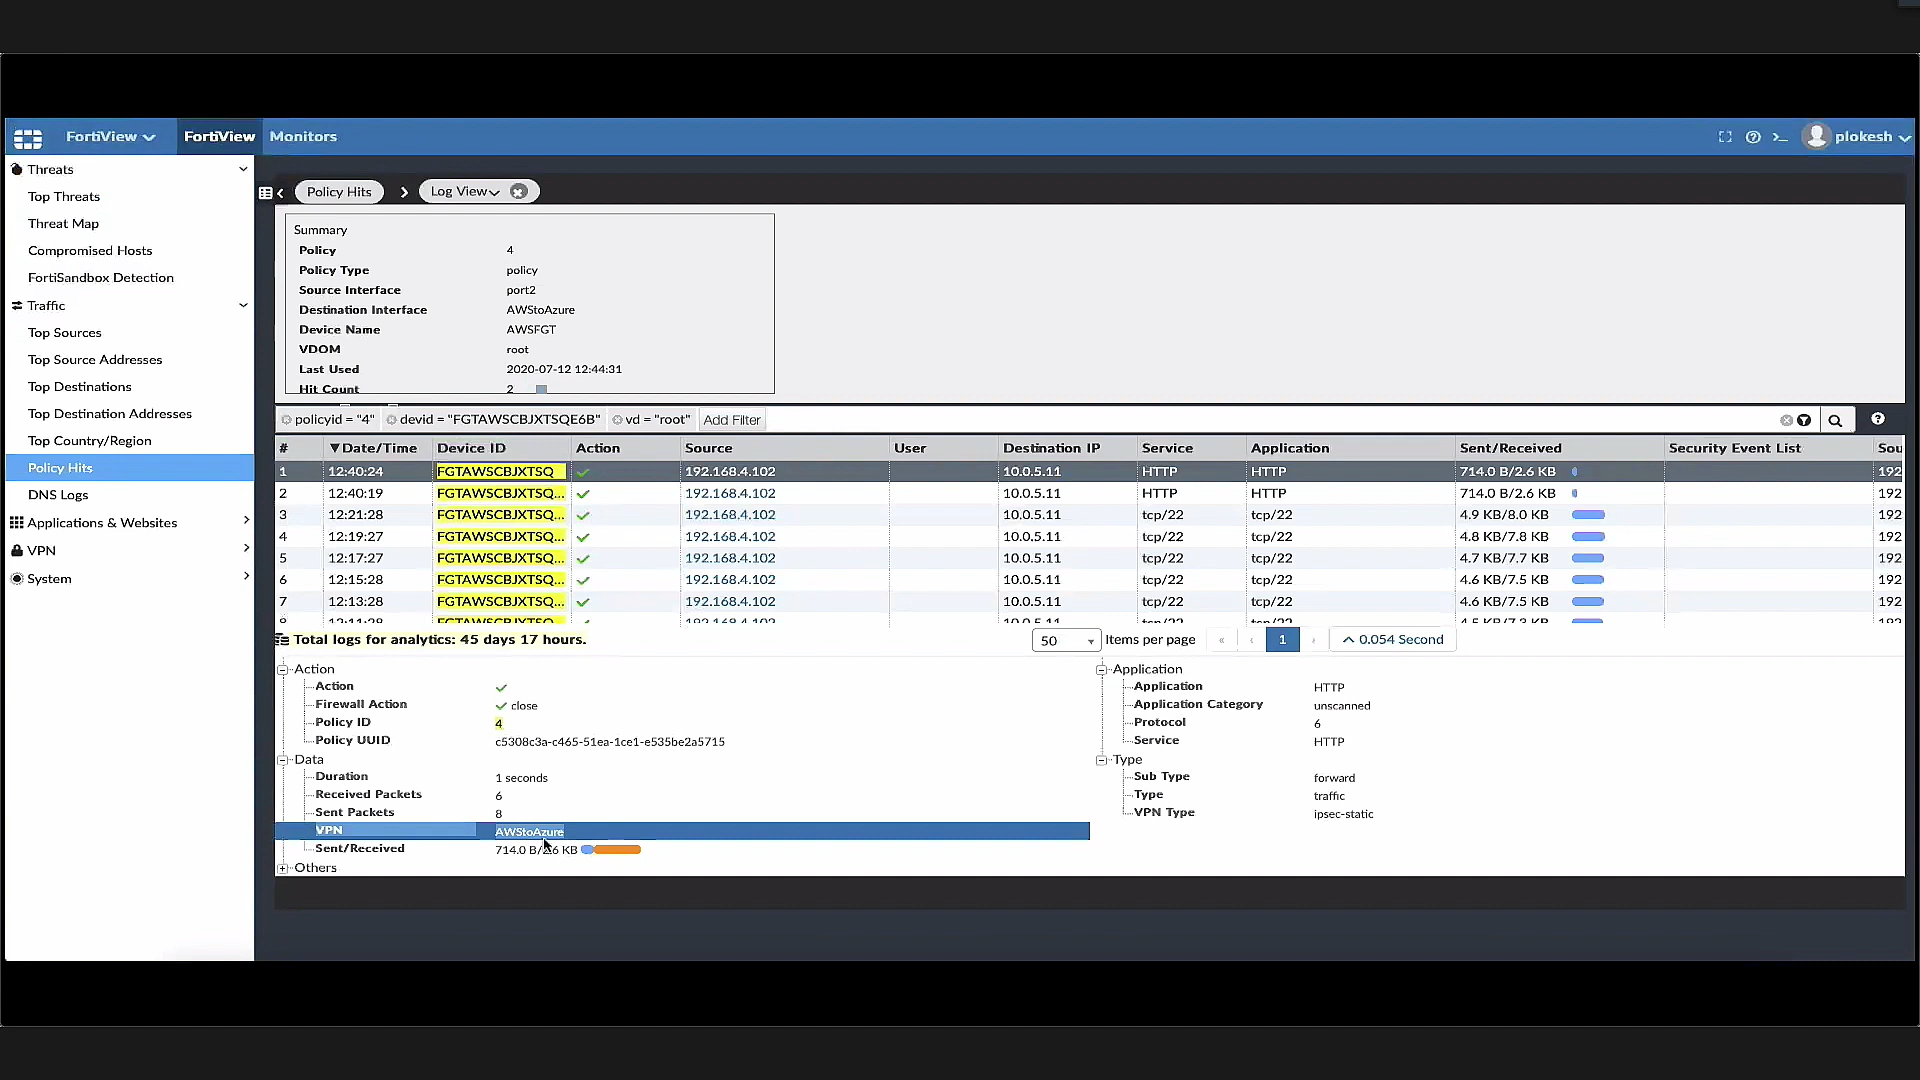 FortiView FortiView Monitors plokesh
Threats
Top Threats
Threat Map
Compromised Hosts
FortiSandbox Detection
Traffic
Top Sources
Top Source Addresses
Top Destinations
Top Destination Addresses
Top Country/Region
Policy Hits
DNS Logs
Applications & Websites
VPN
System
Policy Hits Log View
Summary
Policy 4
Policy Type policy
Source Interface port2
Destination Interface AWStoAzure
Device Name AWSFGT
VDOM root
Last Used 2020-07-12 12:44:31
Hit Count 2
policyid = "4" devid = "FGTAWSCBJXTSQE6B" vd = "root" Add Filter
# Date/Time Device ID Action Source User Destination IP Service Application Sent/Received Security Event List Sou
1 12:40:24 FGTAWSCBJXTSQ 192.168.4.102 10.0.5.11 HTTP HTTP 714.0 B/2.6 KB 192
2 12:40:19 FGTAWSCBJXTSQ... 192.168.4.102 10.0.5.11 HTTP HTTP 714.0 B/2.6 KB 192
3 12:21:28 FGTAWSCBJXTSQ... 192.168.4.102 10.0.5.11 tcp/22 tcp/22 4.9 KB/8.0 KB 192
4 12:19:27 FGTAWSCBJXTSQ... 192.168.4.102 10.0.5.11 tcp/22 tcp/22 4.8 KB/7.8 KB 192
5 12:17:27 FGTAWSCBJXTSQ... 192.168.4.102 10.0.5.11 tcp/22 tcp/22 4.7 KB/7.7 KB 192
6 12:15:28 FGTAWSCBJXTSQ... 192.168.4.102 10.0.5.11 tcp/22 tcp/22 4.6 KB/7.5 KB 192
7 12:13:28 FGTAWSCBJXTSQ... 192.168.4.102 10.0.5.11 tcp/22 tcp/22 4.6 KB/7.5 KB 192
Total logs for analytics: 45 days 17 hours. 50 Items per page « ‹ 1 › 0.054 Second
Action
Action
Firewall Action close
Policy ID 4
Policy UUID c5308c3a-c465-51ea-1ce1-e535be2a5715
Data
Duration 1 seconds
Received Packets 6
Sent Packets 8
VPN AWStoAzure
Sent/Received 714.0 B/2.6 KB
Others
Application
Application HTTP
Application Category unscanned
Protocol 6
Service HTTP
Type
Sub Type forward
Type traffic
VPN Type ipsec-static